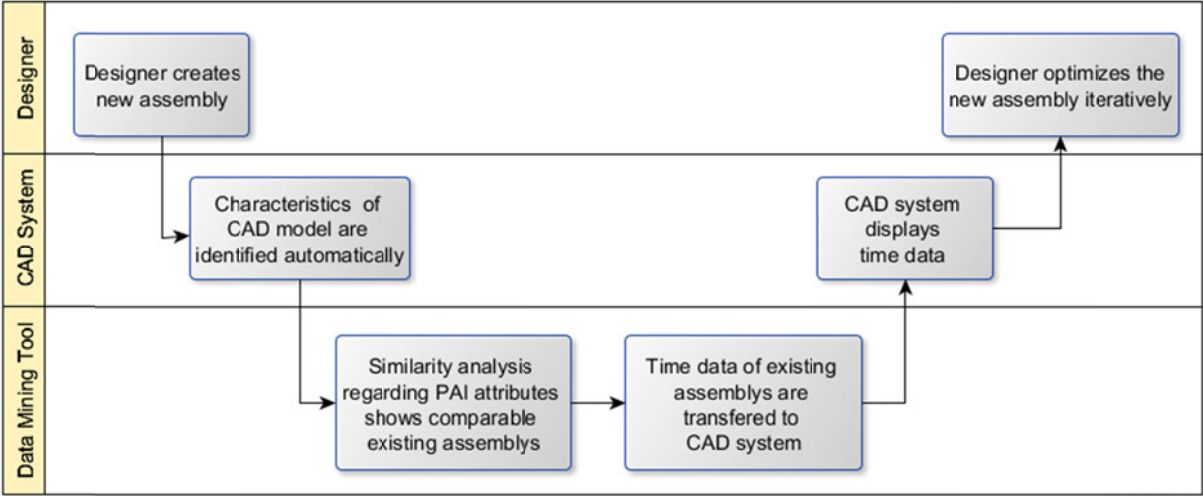 Designer
Designer creates
new assembly
Designer optimizes the
new assembly iteratively
CAD System
Characteristics of
CAD model are
identified automatically
CAD system
displays
time data
Data Mining Tool
Similarity analysis
regarding PAI attributes
shows comparable
existing assemblys
Time data of existing
assemblys are
transfered to
CAD system